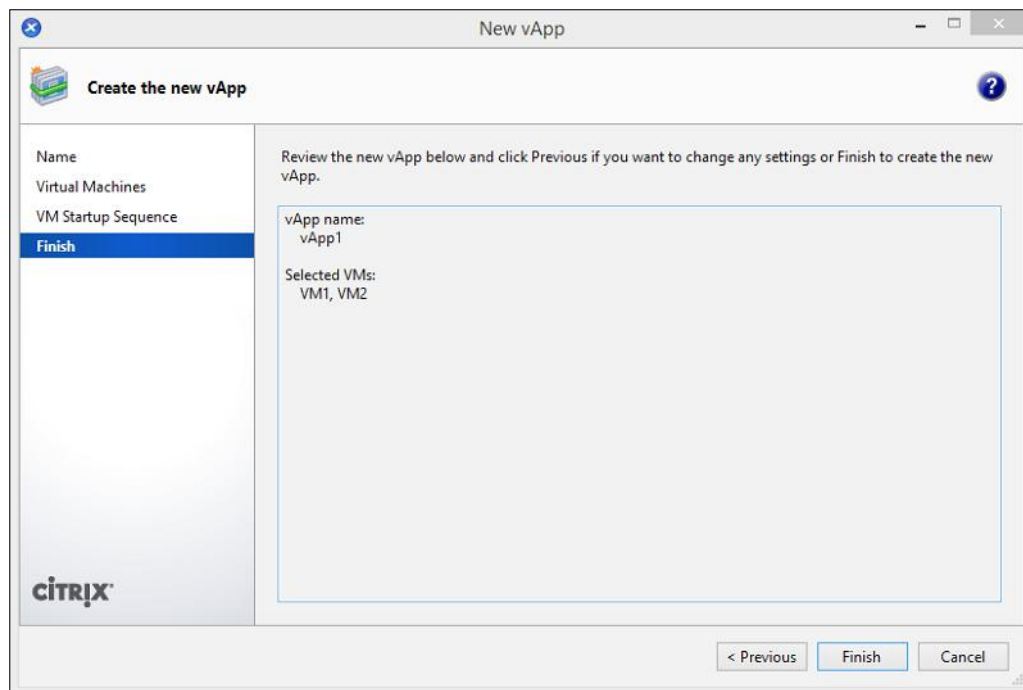 New vApp
Create the new vApp
?
Name
Virtual Machines
VM Startup Sequence
Finish
Review the new vApp below and click Previous if you want to change any settings or Finish to create the new
vApp.
vApp name:
vApp1
Selected VMs:
VM1, VM2
CİTRIX
< Previous
Finish
Cancel